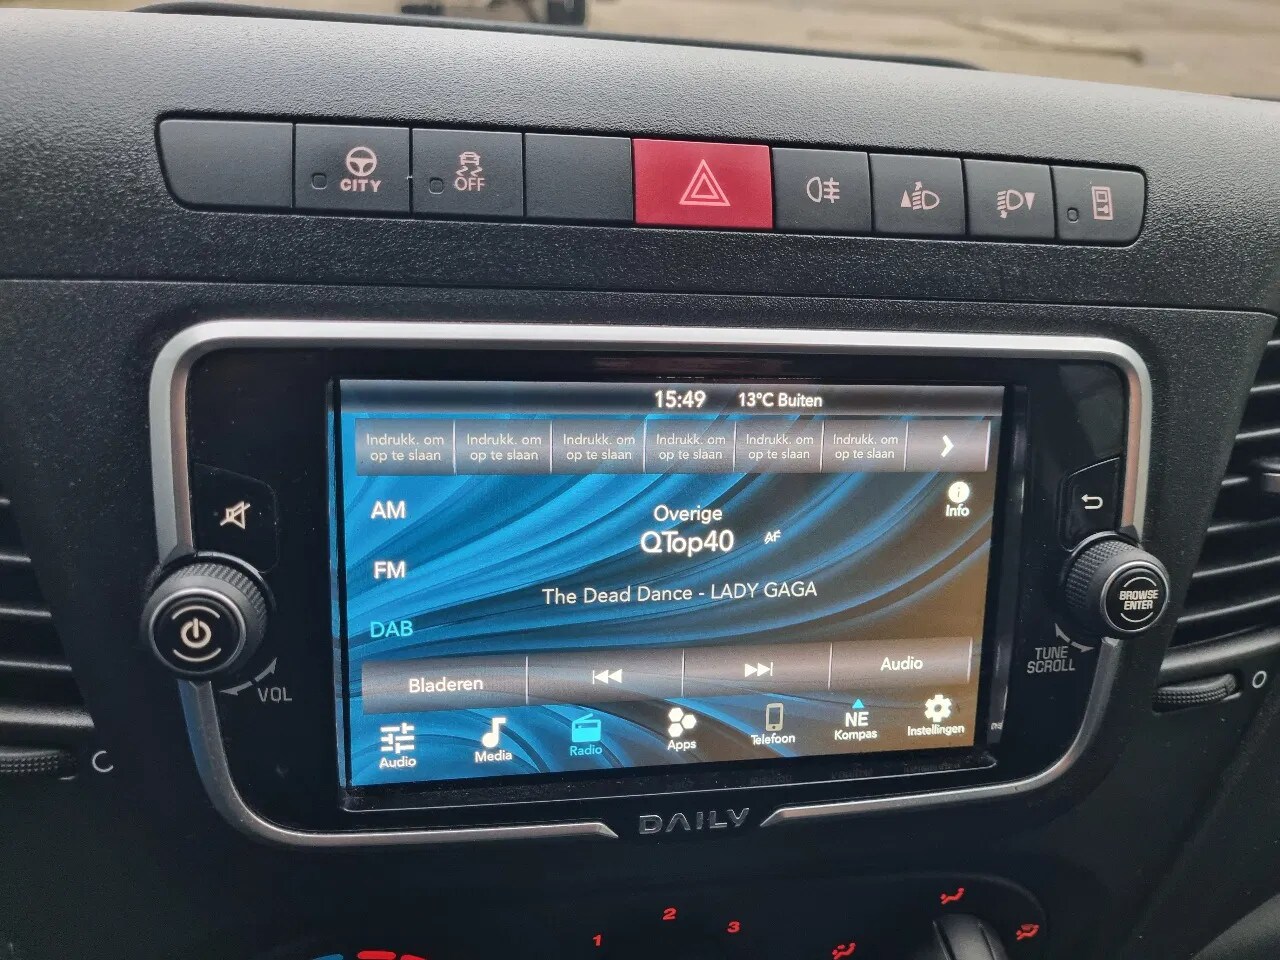 CITY
OFF
15:49 13°C Buiten
Indrukk. om op te slaan
Indrukk. om op te slaan
Indrukk. om op te slaan
Indrukk. om op te slaan
Indrukk. om op te slaan
Indrukk. om op te slaan
AM
FM
DAB
Overige
QTop40 AF
The Dead Dance - LADY GAGA
Info
Bladeren
Audio
Audio
Media
Radio
Apps
Telefoon
NE
Kompas
Instellingen
VOL
BROWSE
ENTER
TUNE
SCROLL
DAILY
1 2 3